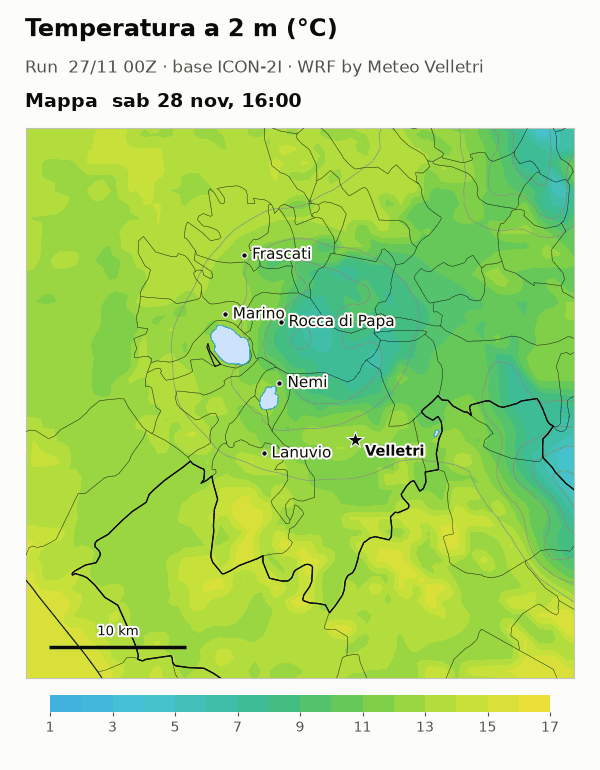 Temperatura a 2 m (°C)
Run  27/11 00Z · base ICON-2I · WRF by Meteo Velletri
Mappa  sab 28 nov, 16:00
Frascati
Marino
Rocca di Papa
Nemi
Velletri
Lanuvio
10 km
1 3 5 7 9 11 13 15 17